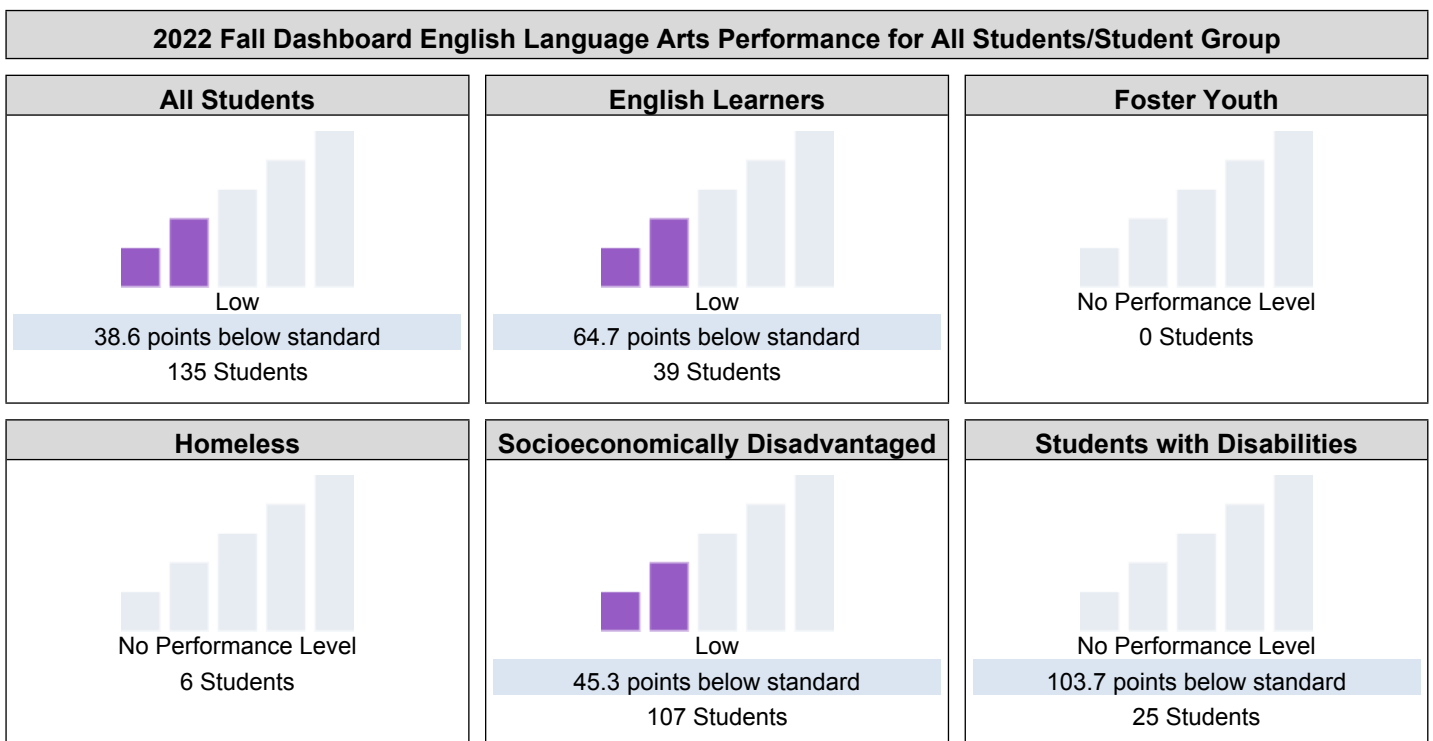 2022 Fall Dashboard English Language Arts Performance for All Students/Student Group
All Students
Low
38.6 points below standard
135 Students
English Learners
Low
64.7 points below standard
39 Students
Foster Youth
No Performance Level
0 Students
Homeless
No Performance Level
6 Students
Socioeconomically Disadvantaged
Low
45.3 points below standard
107 Students
Students with Disabilities
No Performance Level
103.7 points below standard
25 Students